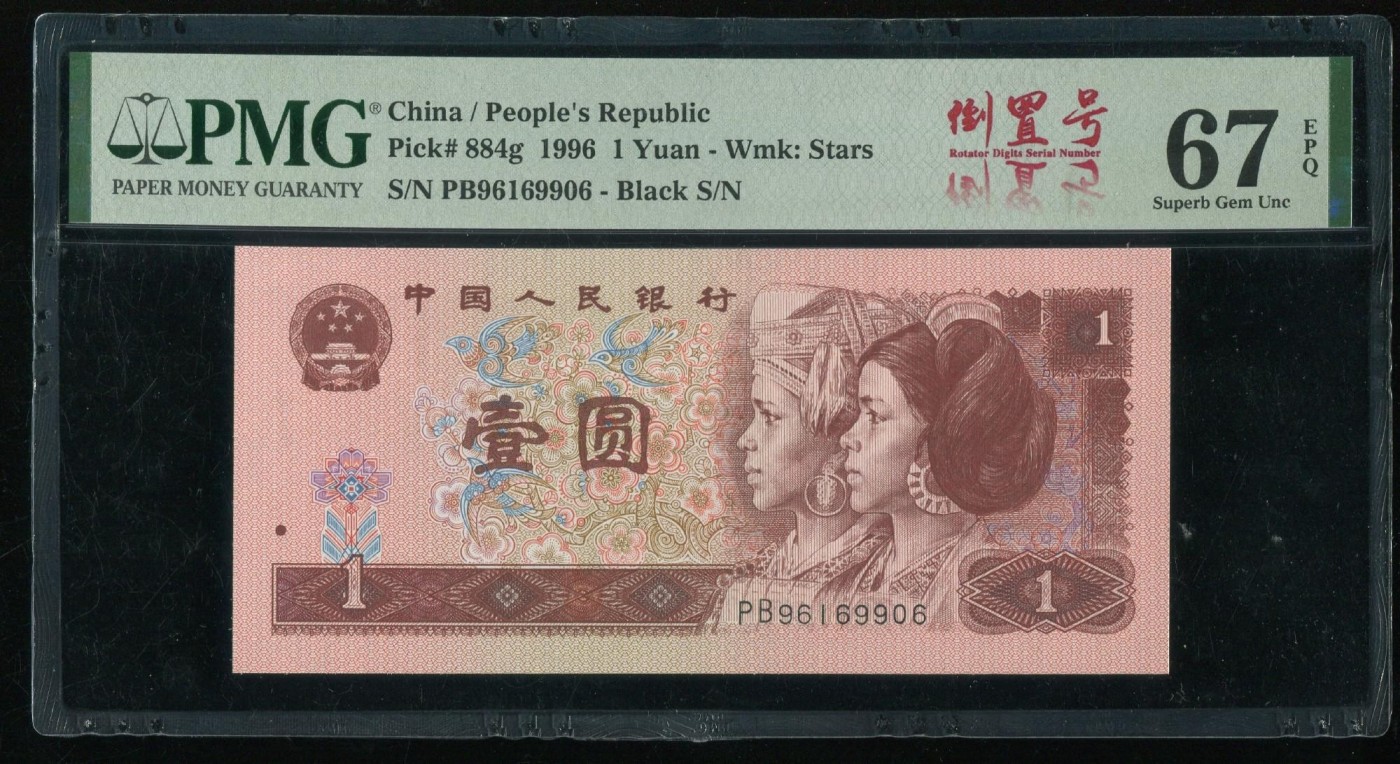 PMG®
PAPER MONEY GUARANTY
China / People's Republic
Pick# 884g 1996 1 Yuan - Wmk: Stars
S/N PB96169906 - Black S/N
倒置号
Rotator Digits Serial Number
67
EPQ
Superb Gem Unc
中国人民银行
1
壹圆
1
1
PB96169906